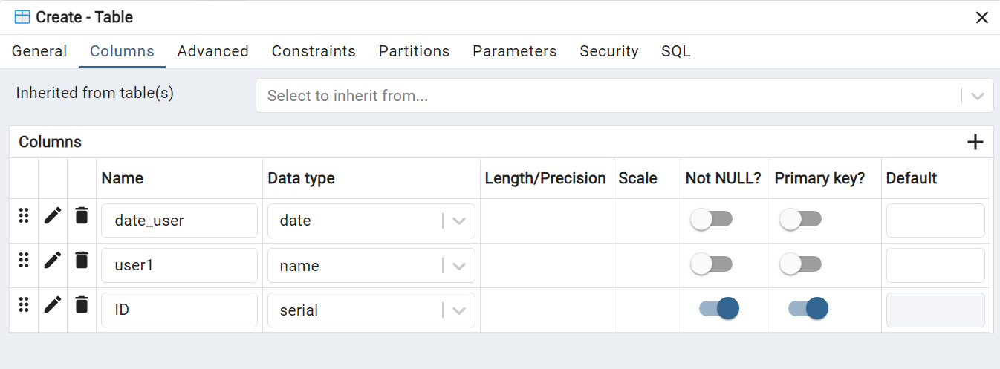 Create - Table
General Columns Advanced Constraints Partitions Parameters Security SQL
Inherited from table(s) Select to inherit from...
Columns
Name Data type Length/Precision Scale Not NULL? Primary key? Default
date_user date
user1 name
ID serial